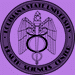 LOUISIANA STATE UNIVERSITY
HEALTH SCIENCES CENTER